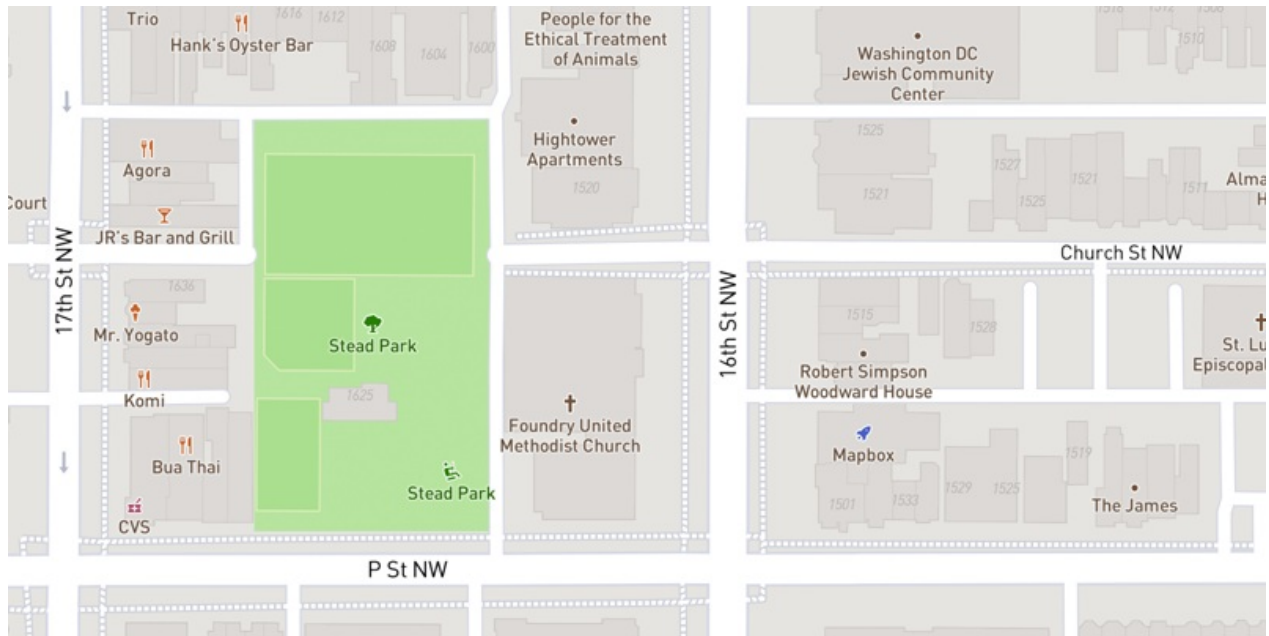 Trio
1616
1612
Hank's Oyster Bar
1608
1604
1600
People for the
Ethical Treatment
of Animals
Washington DC
Jewish Community
Center
1510
Agora
Hightower
Apartments
1520
1525
1521
1527
1525
1521
1511
Alma
H
Court
JR's Bar and Grill
Church St NW
17th St NW
16th St NW
1636
Mr. Yogato
Stead Park
1515
1528
Robert Simpson
Woodward House
St. Lu
Episcopal
Komi
1625
Foundry United
Methodist Church
Bua Thai
Mapbox
Stead Park
1519
CVS
1501
1533
1529
1525
The James
P St NW